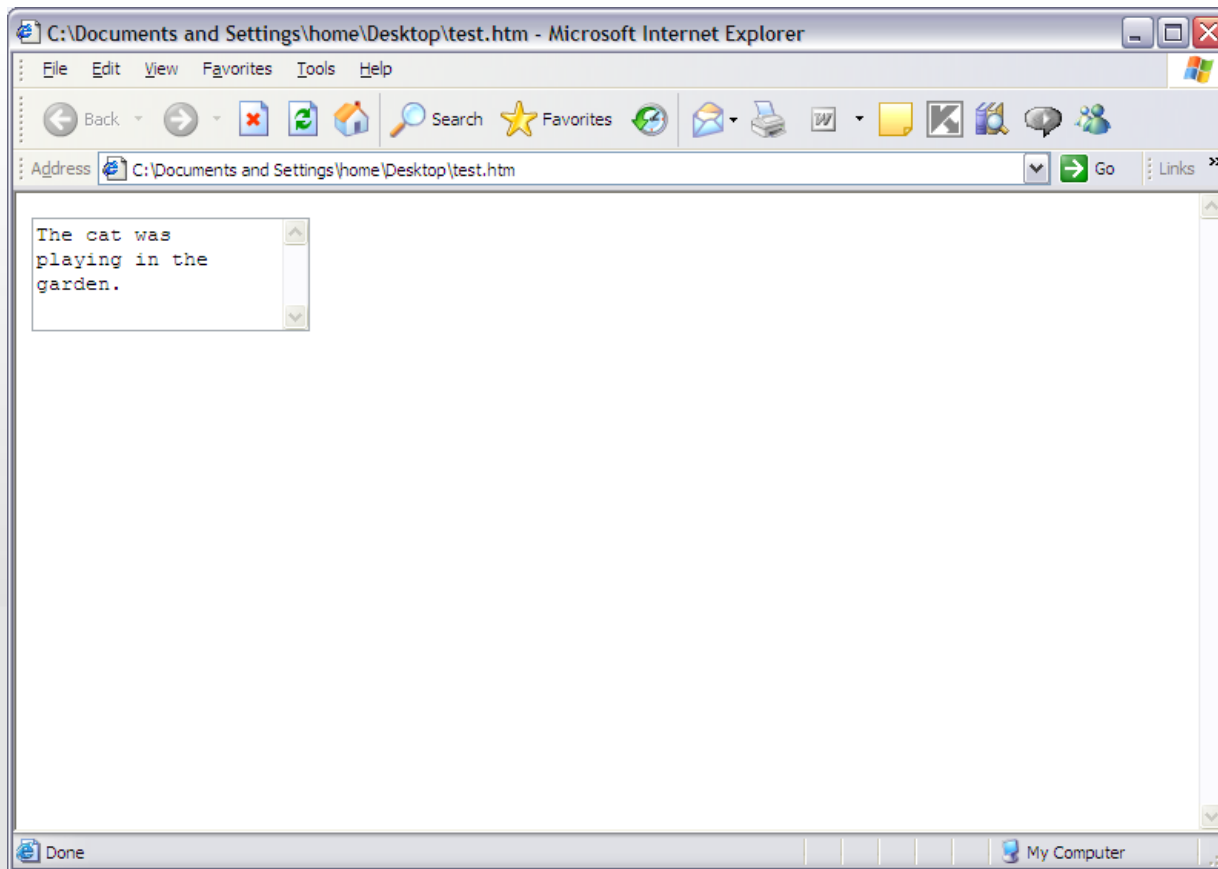 C:\Documents and Settings\home\Desktop\test.htm - Microsoft Internet Explorer
File Edit View Favorites Tools Help
Back Search Favorites
Address C:\Documents and Settings\home\Desktop\test.htm Go Links »
The cat was
playing in the
garden.
Done My Computer